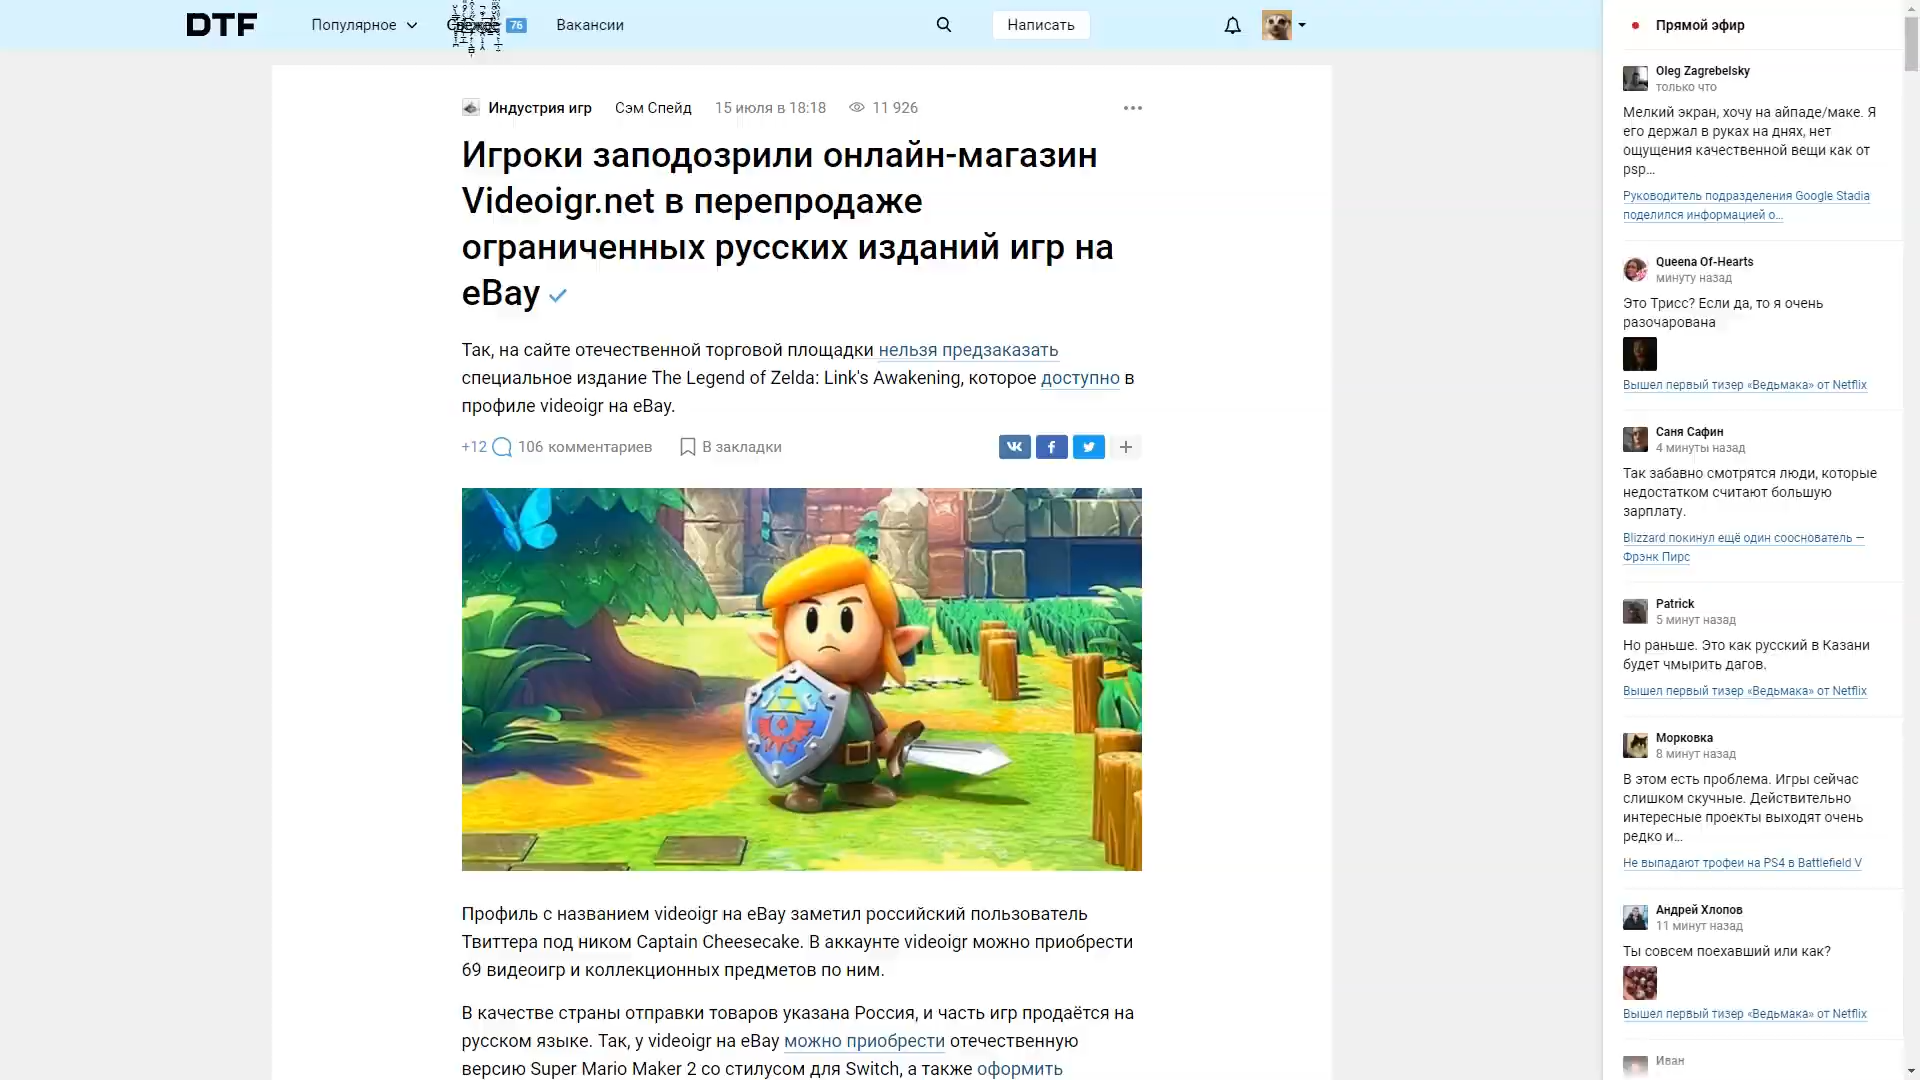 DTF
Популярное
Свежее 76
Вакансии
Написать
Прямой эфир
Индустрия игр Сэм Спейд 15 июля в 18:18 11 926
Игроки заподозрили онлайн-магазин
Videoigr.net в перепродаже
ограниченных русских изданий игр на
eBay
Так, на сайте отечественной торговой площадки нельзя предзаказать
специальное издание The Legend of Zelda: Link's Awakening, которое доступно в
профиле videoigr на eBay.
+12 106 комментариев В закладки
Профиль с названием videoigr на eBay заметил российский пользователь
Твиттера под ником Captain Cheesecake. В аккаунте videoigr можно приобрести
69 видеоигр и коллекционных предметов по ним.
В качестве страны отправки товаров указана Россия, и часть игр продаётся на
русском языке. Так, у videoigr на eBay можно приобрести отечественную
версию Super Mario Maker 2 со стилусом для Switch, а также оформить
Oleg Zagrebelsky
только что
Мелкий экран, хочу на айпаде/маке. Я
его держал в руках на днях, нет
ощущения качественной вещи как от
psp...
Руководитель подразделения Google Stadia
поделился информацией о...
Queena Of-Hearts
минуту назад
Это Трисс? Если да, то я очень
разочарована
Вышел первый тизер «Ведьмака» от Netflix
Саня Сафин
4 минуты назад
Так забавно смотрятся люди, которые
недостатком считают большую
зарплату.
Blizzard покинул ещё один сооснователь —
Фрэнк Пирс
Patrick
5 минут назад
Но раньше. Это как русский в Казани
будет чмырить дагов.
Вышел первый тизер «Ведьмака» от Netflix
Морковка
8 минут назад
В этом есть проблема. Игры сейчас
слишком скучные. Действительно
интересные проекты выходят очень
редко и...
Не выпадают трофеи на PS4 в Battlefield V
Андрей Хлопов
11 минут назад
Ты совсем поехавший или как?
Вышел первый тизер «Ведьмака» от Netflix
Иван